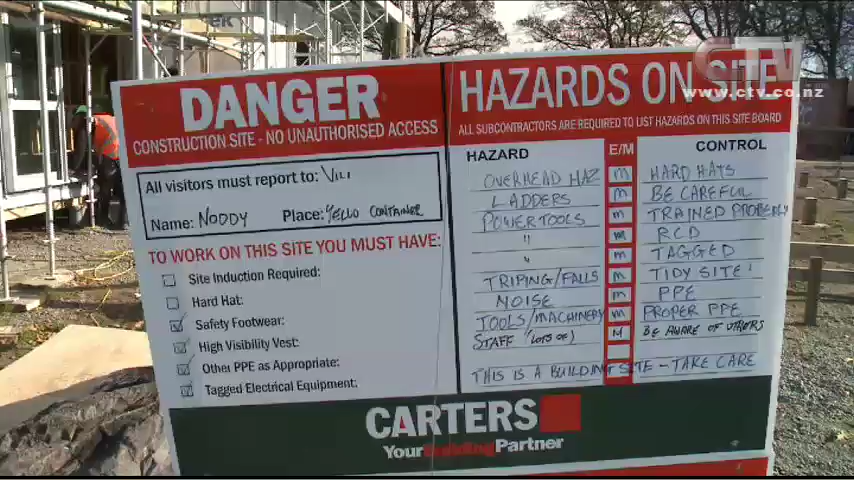 CTV
www.ctv.co.nz
DANGER
CONSTRUCTION SITE - NO UNAUTHORISED ACCESS
All visitors must report to: VILI
Name: NODDY Place: YELLO CONTAINER
TO WORK ON THIS SITE YOU MUST HAVE:
Site Induction Required:
Hard Hat:
Safety Footwear:
High Visibility Vest:
Other PPE as Appropriate:
Tagged Electrical Equipment:
HAZARDS ON SITE
ALL SUBCONTRACTORS ARE REQUIRED TO LIST HAZARDS ON THIS SITE BOARD
HAZARD E/M CONTROL
OVERHEAD HAZ M HARD HATS
LADDERS M BE CAREFUL
POWERTOOLS M TRAINED PROPERLY
" M RCD
" M TAGGED
TRIPING/FALLS M TIDY SITE!
NOISE M PPE
TOOLS/MACHINERY M PROPER PPE
STAFF (LOTS OF) M BE AWARE OF OTHERS
THIS IS A BUILDING SITE - TAKE CARE
CARTERS
Your Building Partner